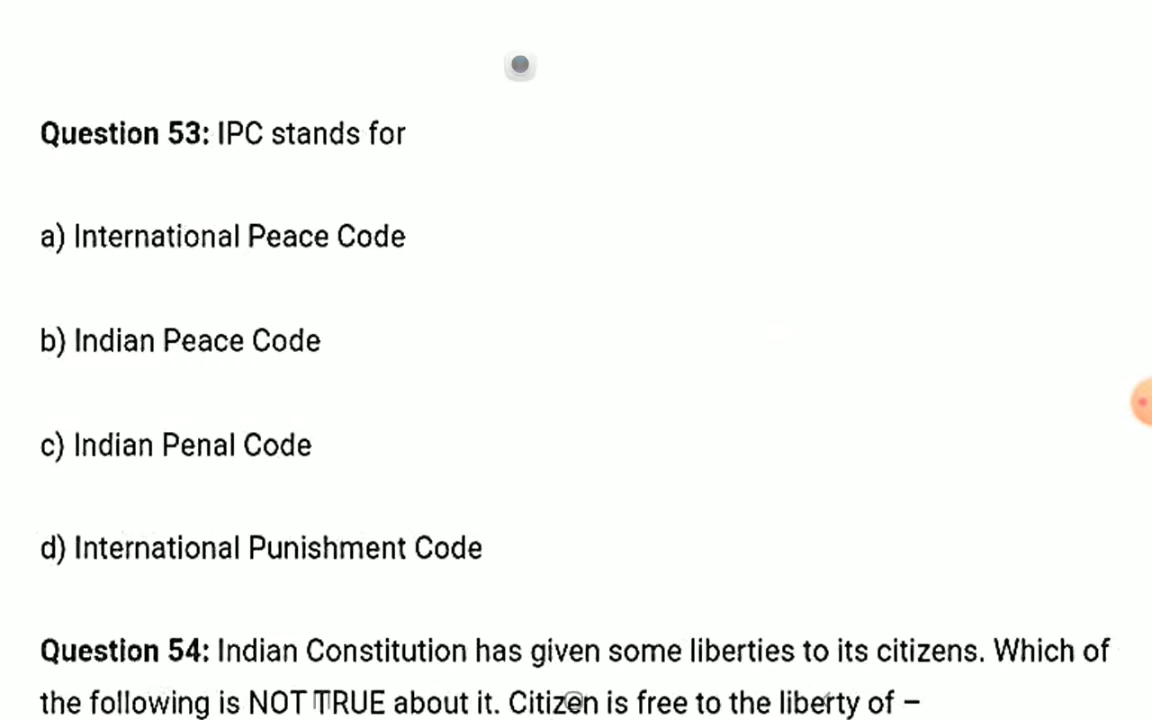 Question 53: IPC stands for
a) International Peace Code
b) Indian Peace Code
c) Indian Penal Code
d) International Punishment Code
Question 54: Indian Constitution has given some liberties to its citizens. Which of
the following is NOT TRUE about it. Citizen is free to the liberty of –